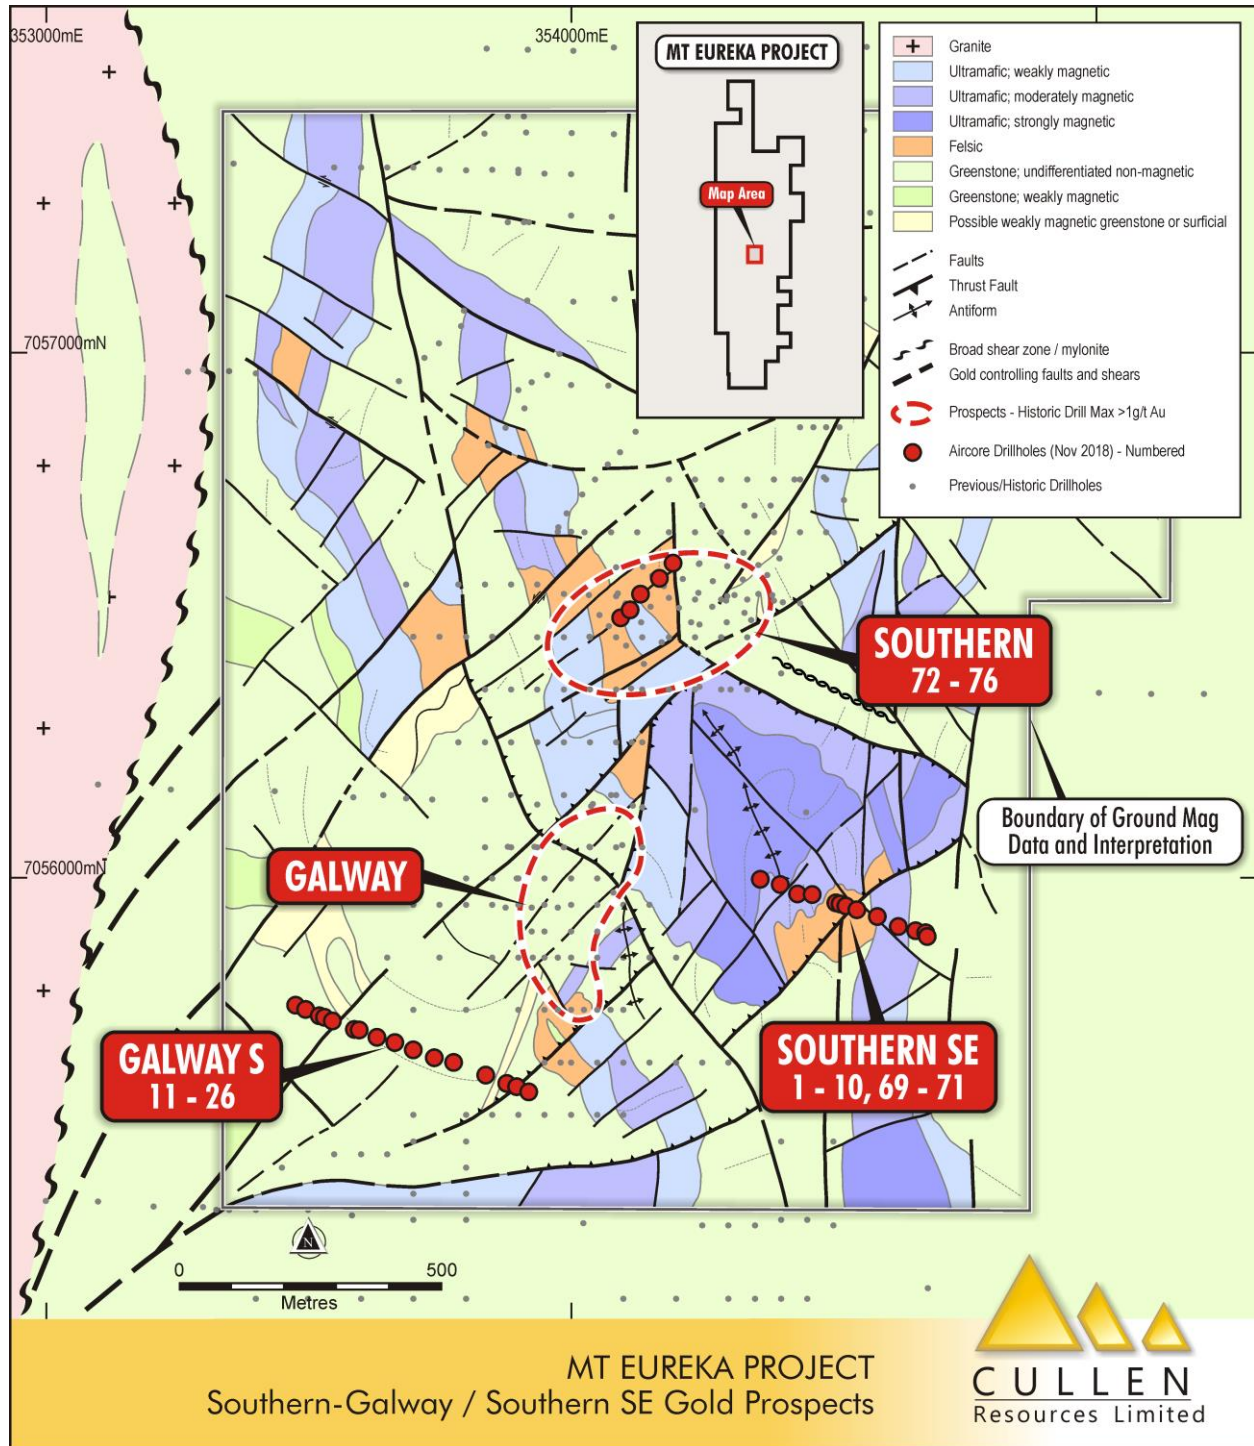 353000mE
354000mE
MT EUREKA PROJECT
Map Area
Granite
Ultramafic; weakly magnetic
Ultramafic; moderately magnetic
Ultramafic; strongly magnetic
Felsic
Greenstone; undifferentiated non-magnetic
Greenstone; weakly magnetic
Possible weakly magnetic greenstone or surficial
Faults
Thrust Fault
Antiform
Broad shear zone / mylonite
Gold controlling faults and shears
Prospects - Historic Drill Max >1g/t Au
Aircore Drillholes (Nov 2018) - Numbered
Previous/Historic Drillholes
7057000mN
SOUTHERN
72 - 76
Boundary of Ground Mag
Data and Interpretation
7056000mN
GALWAY
GALWAY S
11 - 26
SOUTHERN SE
1 - 10, 69 - 71
N
0 500
Metres
MT EUREKA PROJECT
Southern-Galway / Southern SE Gold Prospects
CULLEN
Resources Limited